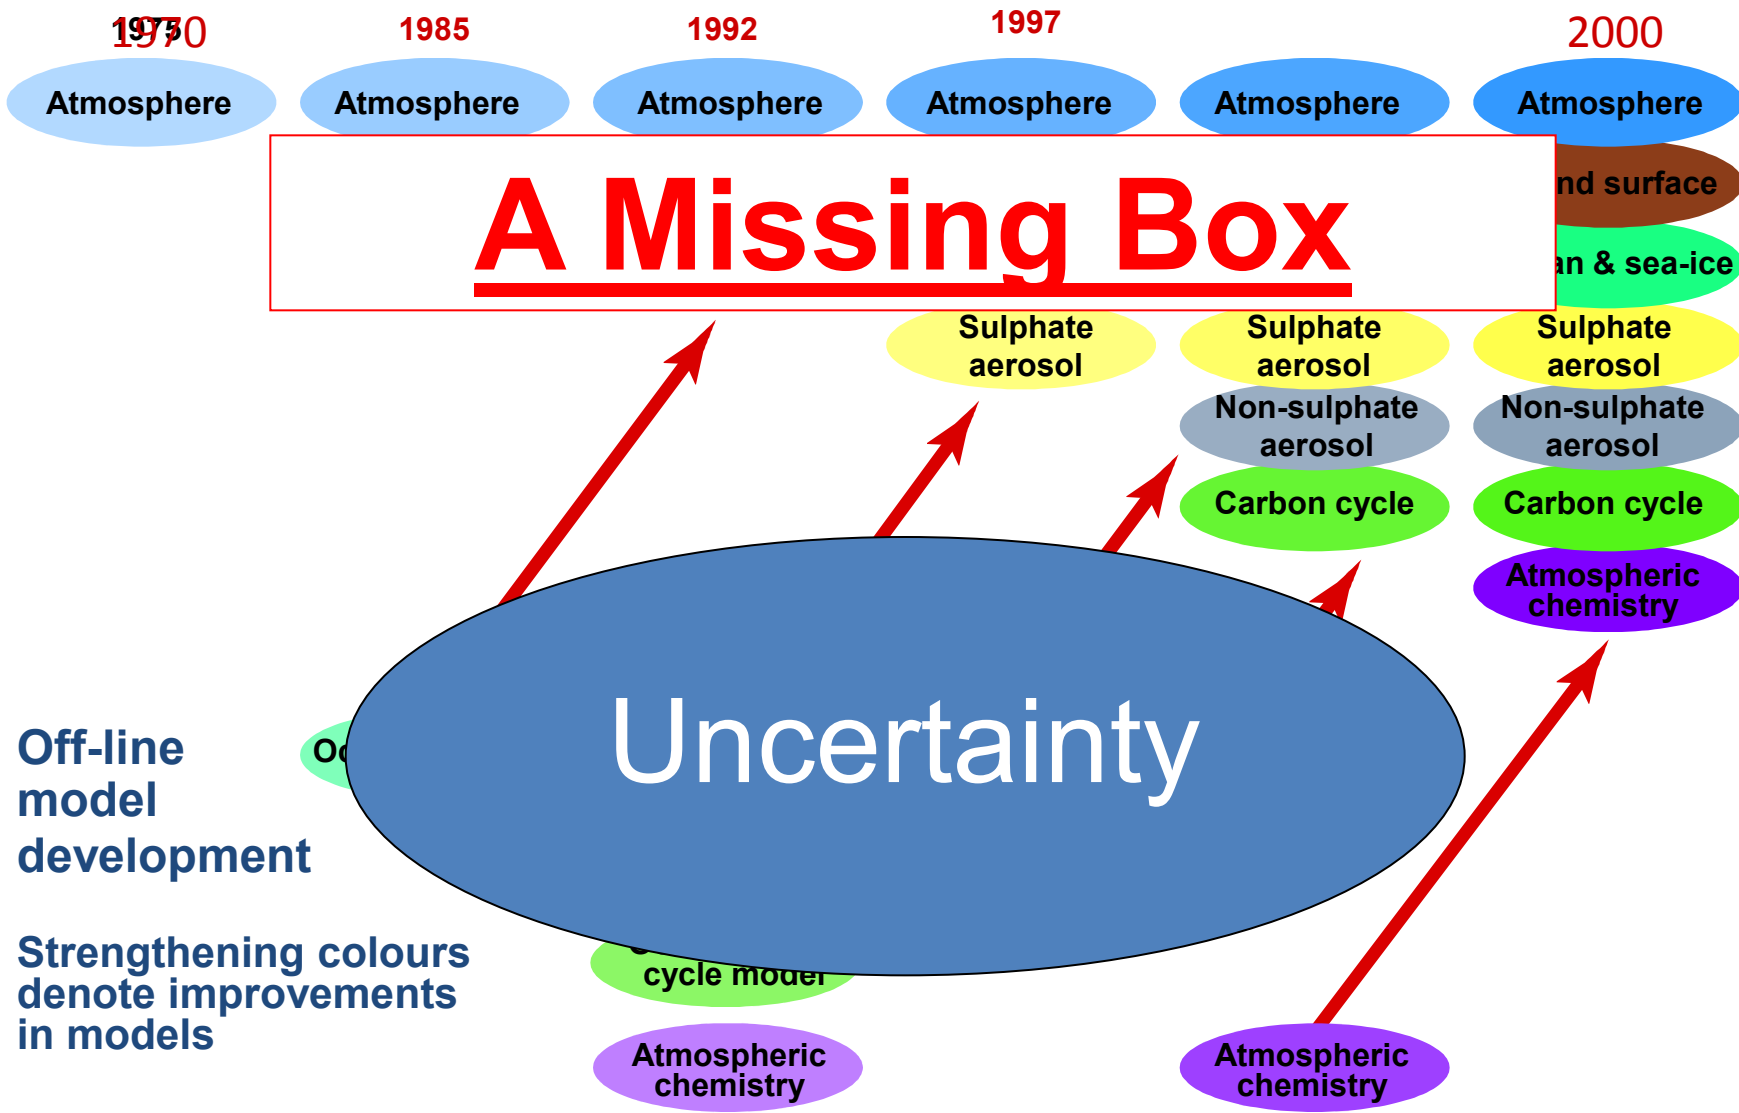 1975
1970
1985
1992
1997
2000
Atmosphere
Atmosphere
Atmosphere
Atmosphere
Atmosphere
Atmosphere
A Missing Box
nd surface
an & sea-ice
Sulphate
aerosol
Sulphate
aerosol
Sulphate
aerosol
Non-sulphate
aerosol
Non-sulphate
aerosol
Carbon cycle
Carbon cycle
Atmospheric
chemistry
Off-line
model
development
Uncertainty
Strengthening colours
denote improvements
in models
cycle model
Atmospheric
chemistry
Atmospheric
chemistry